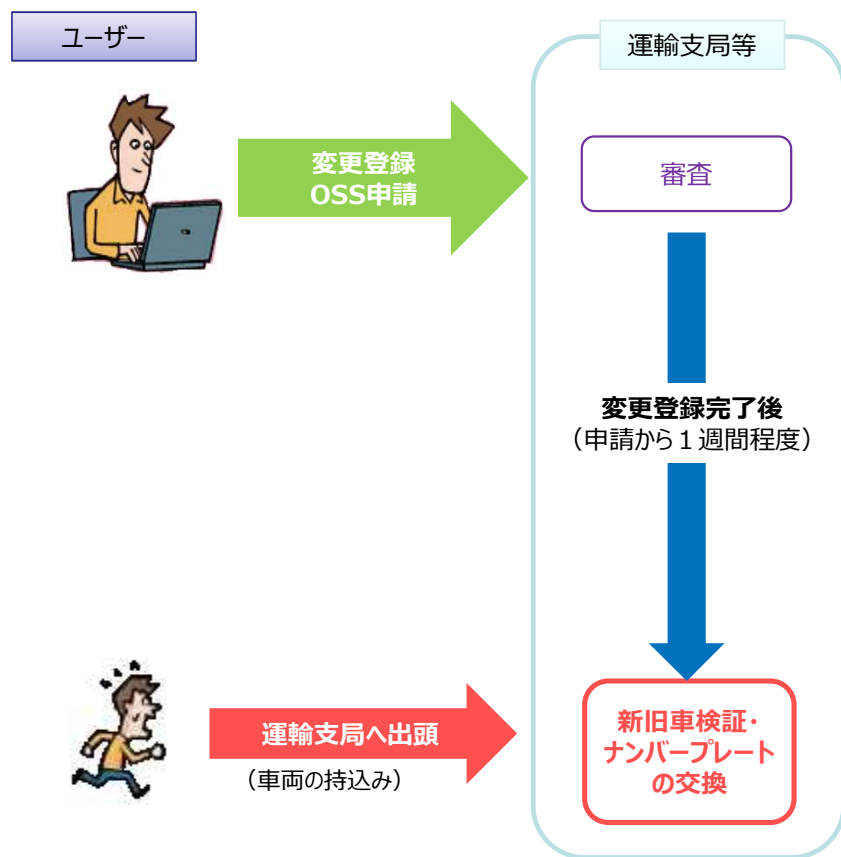 ユーザー
運輸支局等
変更登録
OSS申請
審査
変更登録完了後
（申請から１週間程度）
運輸支局へ出頭
（車両の持込み）
新旧車検証・
ナンバープレート
の交換